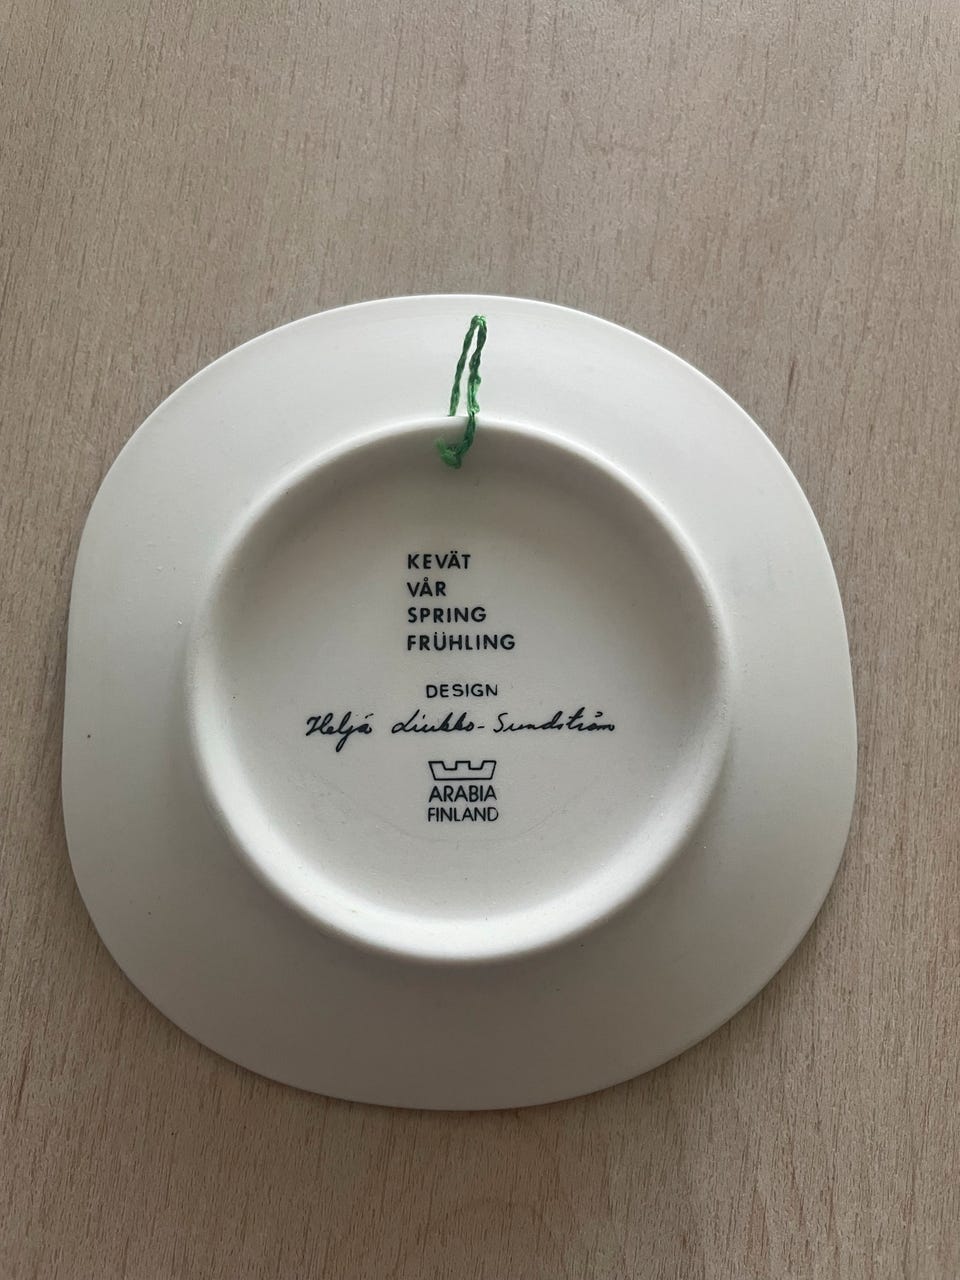 KEVÄT
VÅR
SPRING
FRÜHLING
DESIGN
Heljä Liukko-Sundström
ARABIA
FINLAND